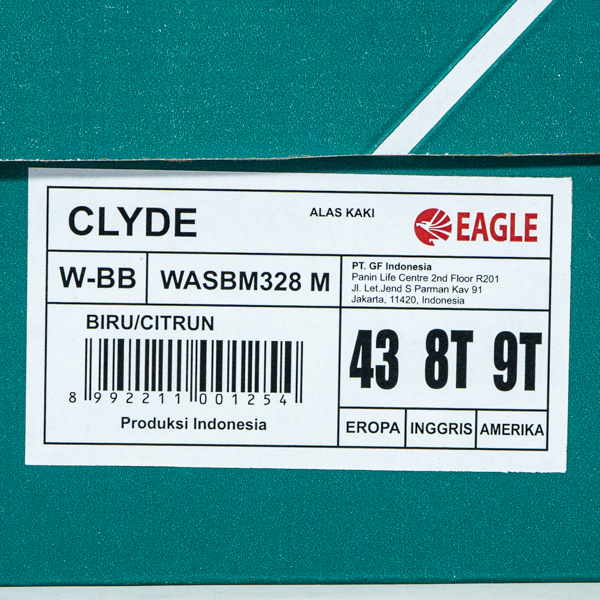 CLYDE
ALAS KAKI
EAGLE
W-BB
WASBM328 M
PT. GF Indonesia
Panin Life Centre 2nd Floor R201
Jl. Let.Jend S Parman Kav 91
Jakarta, 11420, Indonesia
BIRU/CITRUN
8 992211 001254
Produksi Indonesia
43 8T 9T
EROPA INGGRIS AMERIKA